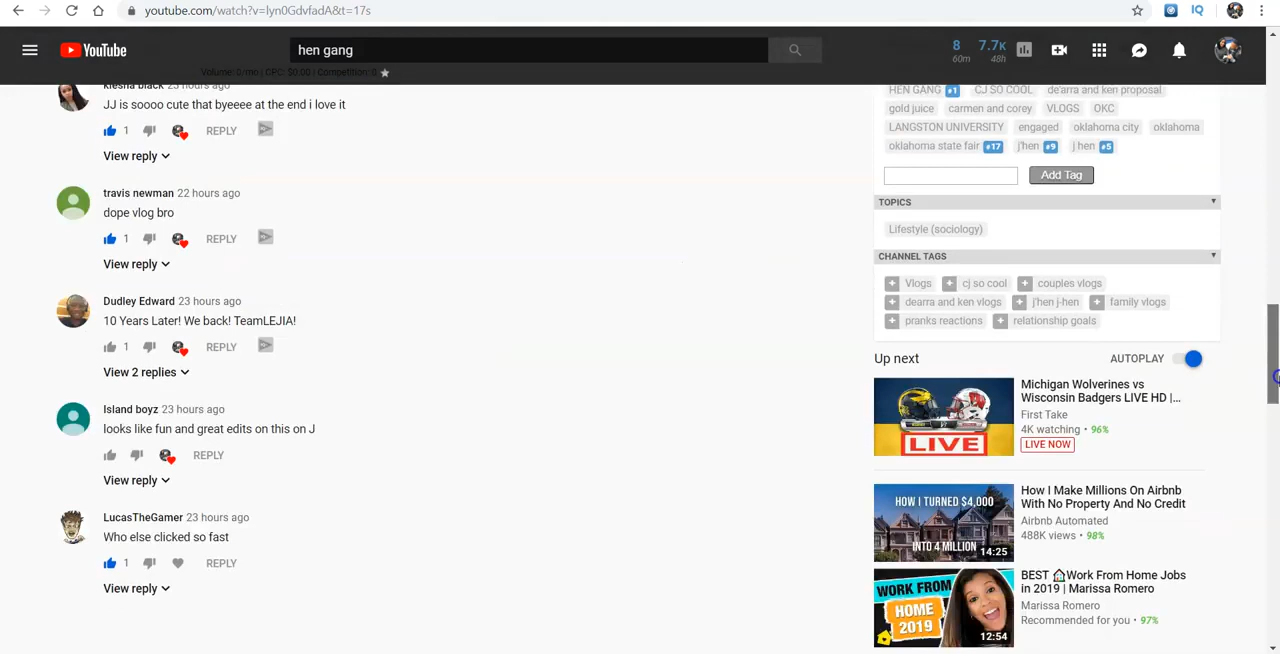 youtube.com/watch?v=lyn0GdvfadA&t=17s
YouTube
hen gang
8
60m
7.7K
48h
Volume: 0/mo | CPC: $0.00 | Competition: 0
kiesha black 23 hours ago
JJ is soooo cute that byeeee at the end i love it
1 REPLY
View reply
travis newman 22 hours ago
dope vlog bro
1 REPLY
View reply
Dudley Edward 23 hours ago
10 Years Later! We back! TeamLEJIA!
1 REPLY
View 2 replies
Island boyz 23 hours ago
looks like fun and great edits on this on J
REPLY
View reply
LucasTheGamer 23 hours ago
Who else clicked so fast
1 REPLY
View reply
HEN GANG #1 CJ SO COOL de'arra and ken proposal
gold juice carmen and corey VLOGS OKC
LANGSTON UNIVERSITY engaged oklahoma city oklahoma
oklahoma state fair #17 j'hen #9 j hen #5
Add Tag
TOPICS
Lifestyle (sociology)
CHANNEL TAGS
+ Vlogs + cj so cool + couples vlogs
+ dearra and ken vlogs + j'hen j-hen + family vlogs
+ pranks reactions + relationship goals
Up next
AUTOPLAY
LIVE
Michigan Wolverines vs
Wisconsin Badgers LIVE HD |...
First Take
4K watching • 96%
LIVE NOW
HOW I TURNED $4,000
INTO 4 MILLION
14:25
How I Make Millions On Airbnb
With No Property And No Credit
Airbnb Automated
488K views • 98%
WORK FROM
HOME
2019
12:54
BEST 🏠Work From Home Jobs
in 2019 | Marissa Romero
Marissa Romero
Recommended for you • 97%